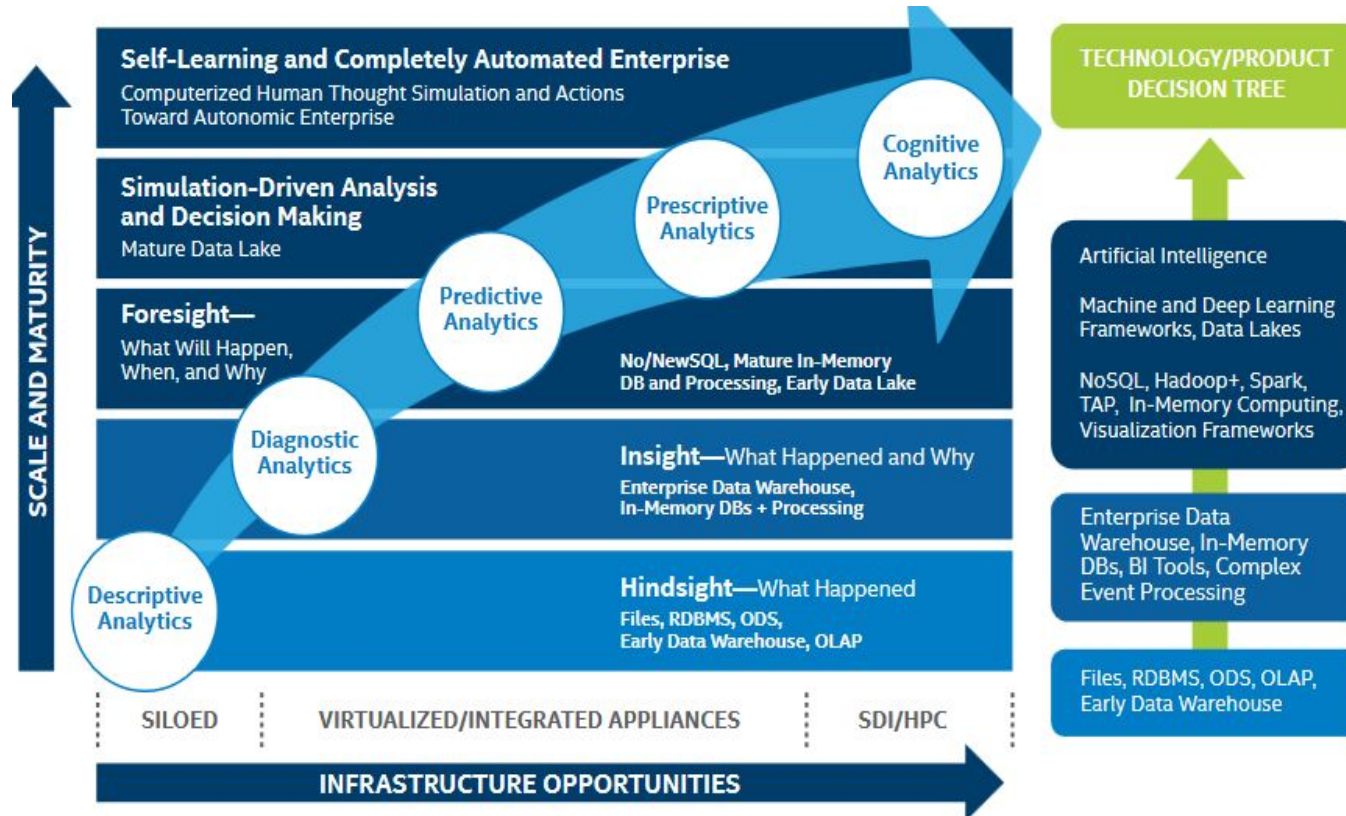 SCALE AND MATURITY
Self-Learning and Completely Automated Enterprise
Computerized Human Thought Simulation and Actions
Toward Autonomic Enterprise
Cognitive
Analytics
Simulation-Driven Analysis
and Decision Making
Mature Data Lake
Prescriptive
Analytics
Foresight—
What Will Happen,
When, and Why
Predictive
Analytics
No/NewSQL, Mature In-Memory
DB and Processing, Early Data Lake
Diagnostic
Analytics
Insight—What Happened and Why
Enterprise Data Warehouse,
In-Memory DBs + Processing
Descriptive
Analytics
Hindsight—What Happened
Files, RDBMS, ODS,
Early Data Warehouse, OLAP
SILOED
VIRTUALIZED/INTEGRATED APPLIANCES
SDI/HPC
INFRASTRUCTURE OPPORTUNITIES
TECHNOLOGY/PRODUCT
DECISION TREE
Artificial Intelligence
Machine and Deep Learning
Frameworks, Data Lakes
NoSQL, Hadoop+, Spark,
TAP, In-Memory Computing,
Visualization Frameworks
Enterprise Data
Warehouse, In-Memory
DBs, BI Tools, Complex
Event Processing
Files, RDBMS, ODS, OLAP,
Early Data Warehouse